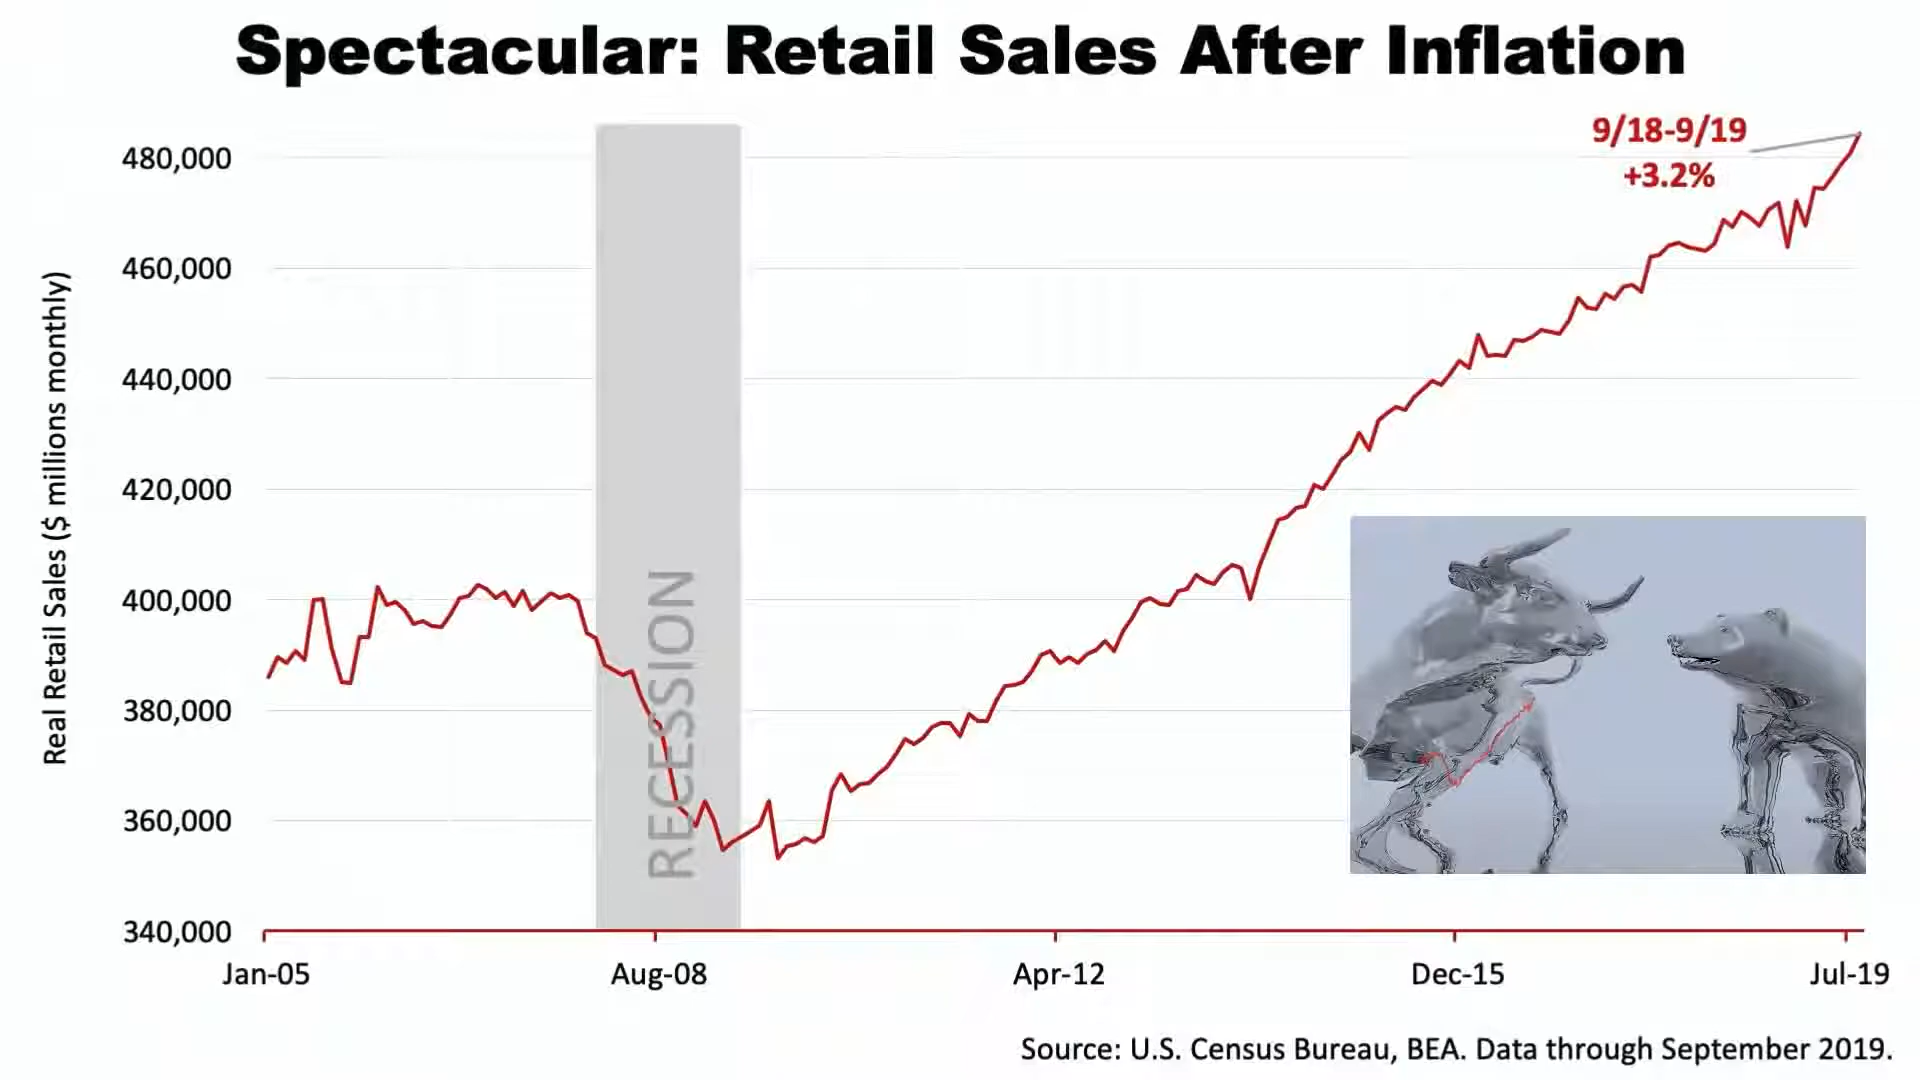 Spectacular: Retail Sales After Inflation
9/18-9/19
+3.2%
480,000
460,000
440,000
420,000
400,000
380,000
360,000
340,000
Real Retail Sales ($ millions monthly)
RECESSION
Jan-05
Aug-08
Apr-12
Dec-15
Jul-19
Source: U.S. Census Bureau, BEA. Data through September 2019.